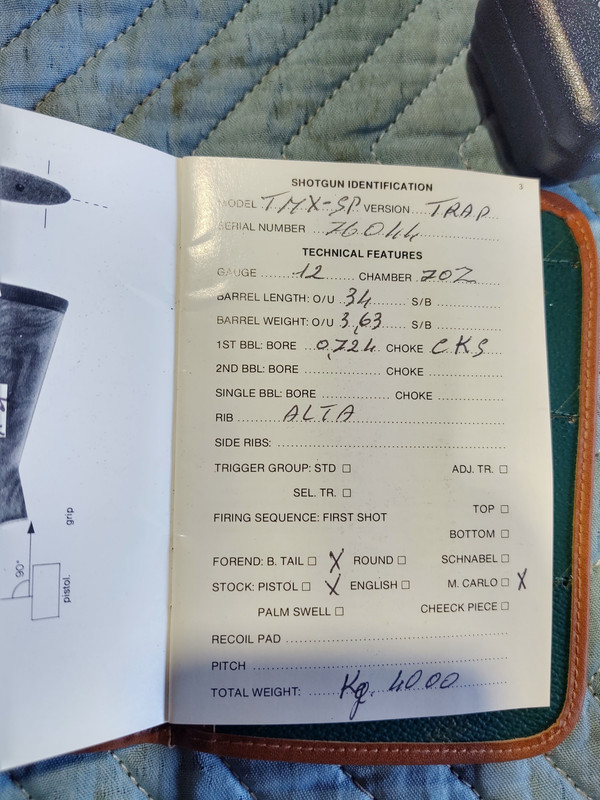 3
SHOTGUN IDENTIFICATION
MODEL TMX-SP. VERSION TRAP
SERIAL NUMBER 76044
TECHNICAL FEATURES
GAUGE 12 CHAMBER 70
BARREL LENGTH: O/U 34 S/B
BARREL WEIGHT: O/U 3,63 S/B
1ST BBL: BORE 0,724 CHOKE C.K.S
2ND BBL: BORE CHOKE
SINGLE BBL: BORE CHOKE
RIB ALTA
SIDE RIBS:
TRIGGER GROUP: STD ☐ ADJ. TR. ☐
SEL. TR. ☐
FIRING SEQUENCE: FIRST SHOT TOP ☐
BOTTOM ☐
FOREND: B. TAIL ☐ X ROUND ☐ SCHNABEL ☐
STOCK: PISTOL ☐ X ENGLISH ☐ M. CARLO ☐ X
PALM SWELL ☐ CHEECK PIECE ☐
RECOIL PAD
PITCH
TOTAL WEIGHT: Kg. 4000
grip
90°
pistol.